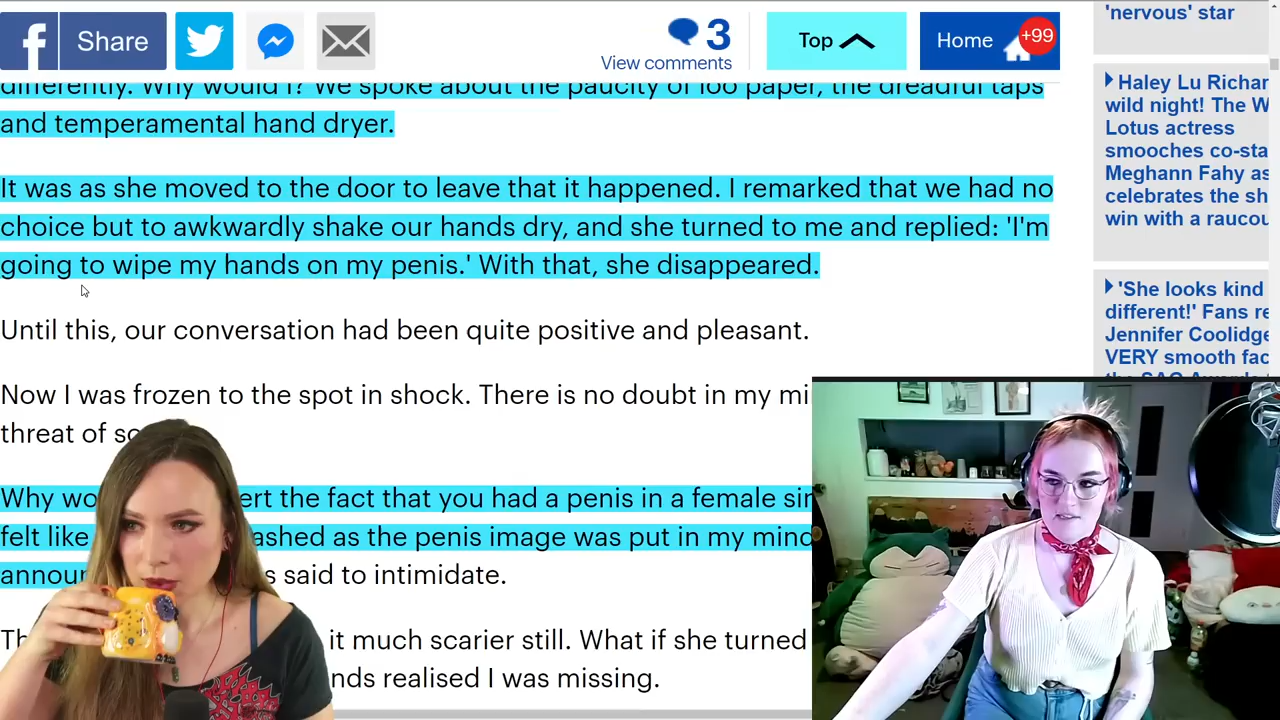 Share
3
View comments
Top
Home
+99
differently. Why would I? We spoke about the paucity of loo paper, the dreadful taps
and temperamental hand dryer.
It was as she moved to the door to leave that it happened. I remarked that we had no
choice but to awkwardly shake our hands dry, and she turned to me and replied: 'I'm
going to wipe my hands on my penis.' With that, she disappeared.
Until this, our conversation had been quite positive and pleasant.
Now I was frozen to the spot in shock. There is no doubt in my mi
threat of so
Why wo ert the fact that you had a penis in a female sin
felt like ashed as the penis image was put in my mind
annour s said to intimidate.
Th it much scarier still. What if she turned
nds realised I was missing.
'nervous' star
Haley Lu Richar
wild night! The W
Lotus actress
smooches co-sta
Meghann Fahy as
celebrates the sh
win with a raucou
'She looks kind
different!' Fans re
Jennifer Coolidge
VERY smooth fac